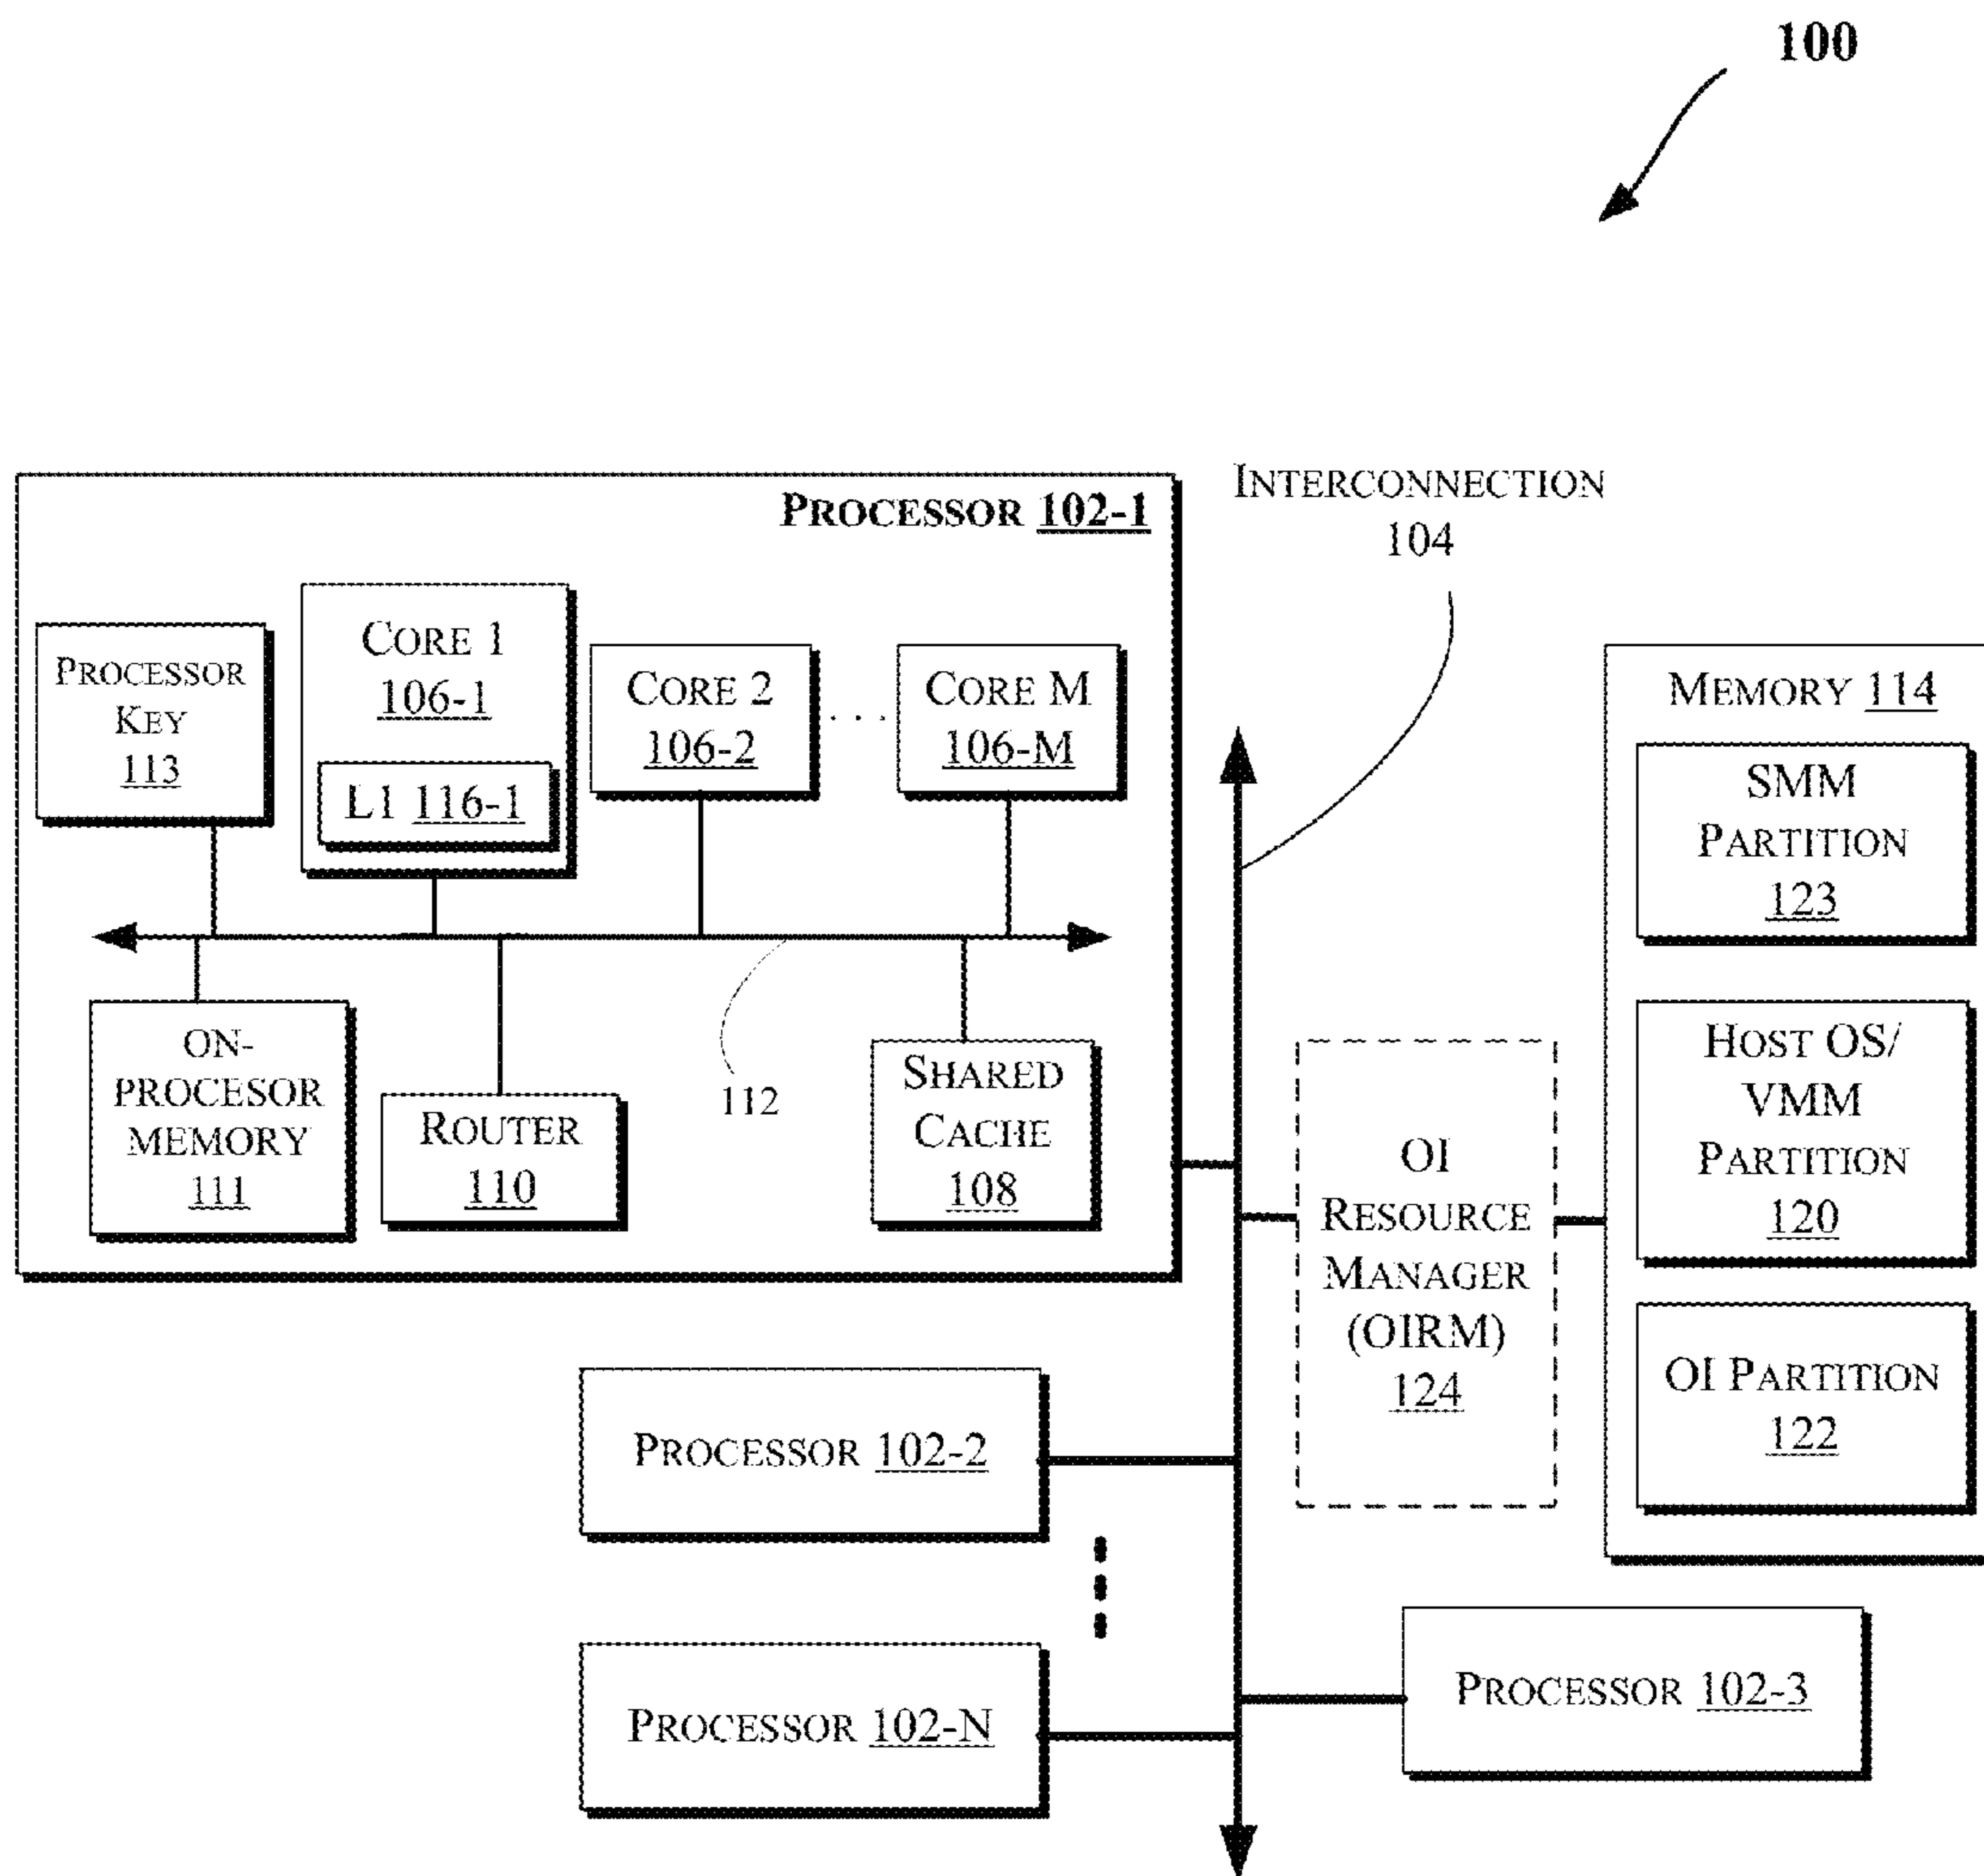 100
PROCESSOR 102-1
INTERCONNECTION
104
PROCESSOR
KEY
113
CORE 1
106-1
L1 116-1
CORE 2
106-2
. . .
CORE M
106-M
ON-
PROCESOR
MEMORY
111
ROUTER
110
112
SHARED
CACHE
108
MEMORY 114
SMM
PARTITION
123
HOST OS/
VMM
PARTITION
120
OI PARTITION
122
OI
RESOURCE
MANAGER
(OIRM)
124
PROCESSOR 102-2
PROCESSOR 102-N
PROCESSOR 102-3